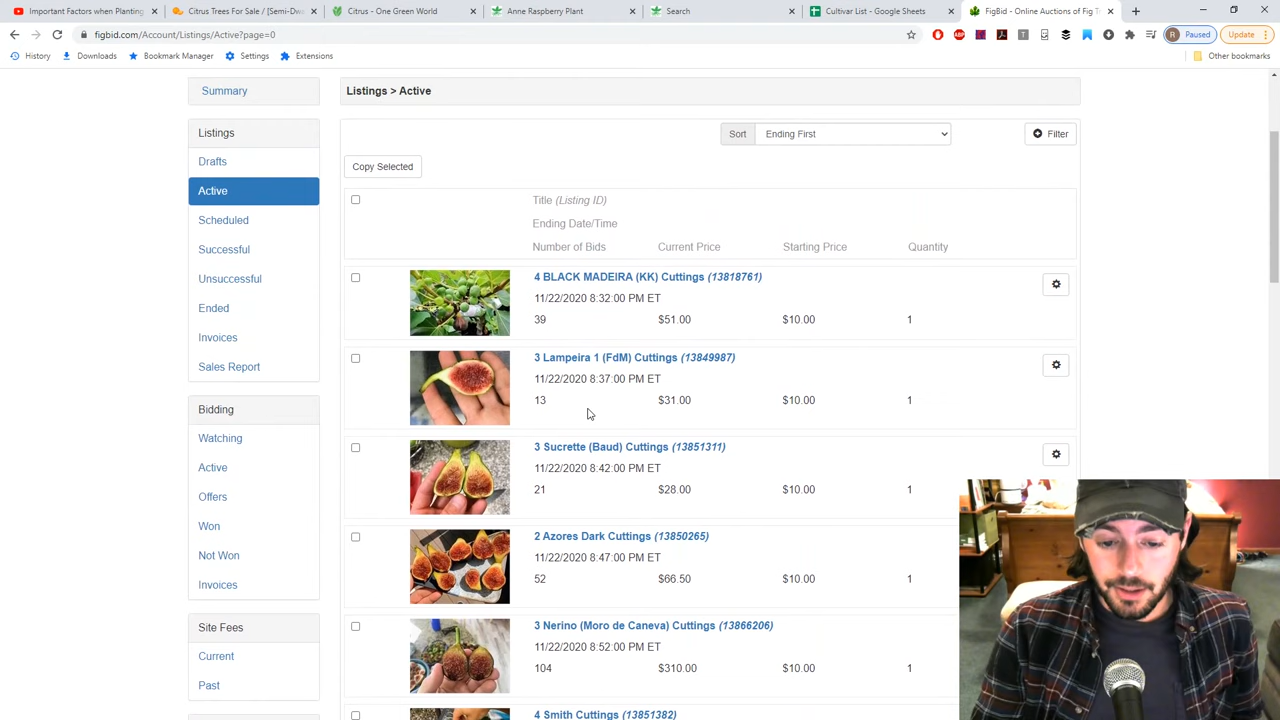 Important Factors when Planting
Citrus Trees For Sale / [Semi-Dw
Citrus - One Green World
Anne Raspberry Plant
Search
Cultivar List - Google Sheets
FigBid - Online Auctions of Fig T
figbid.com/Account/Listings/Active?page=0
ABP
T
R Paused
Update
History
Downloads
Bookmark Manager
Settings
Extensions
Other bookmarks
Summary
Listings
Drafts
Active
Scheduled
Successful
Unsuccessful
Ended
Invoices
Sales Report
Bidding
Watching
Active
Offers
Won
Not Won
Invoices
Site Fees
Current
Past
Listings > Active
Sort Ending First
Filter
Copy Selected
Title (Listing ID)
Ending Date/Time
Number of Bids Current Price Starting Price Quantity
4 BLACK MADEIRA (KK) Cuttings (13818761)
11/22/2020 8:32:00 PM ET
39 $51.00 $10.00 1
3 Lampeira 1 (FdM) Cuttings (13849987)
11/22/2020 8:37:00 PM ET
13 $31.00 $10.00 1
3 Sucrette (Baud) Cuttings (13851311)
11/22/2020 8:42:00 PM ET
21 $28.00 $10.00 1
2 Azores Dark Cuttings (13850265)
11/22/2020 8:47:00 PM ET
52 $66.50 $10.00 1
3 Nerino (Moro de Caneva) Cuttings (13866206)
11/22/2020 8:52:00 PM ET
104 $310.00 $10.00 1
4 Smith Cuttings (13851382)